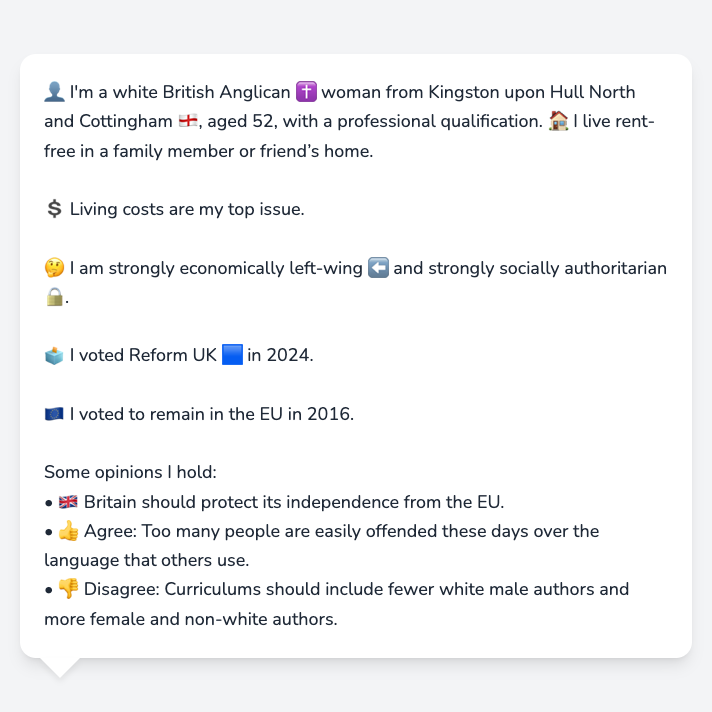 👤 I'm a white British Anglican ✝️ woman from Kingston upon Hull North
and Cottingham 🏴󠁧󠁢󠁥󠁮󠁧󠁿, aged 52, with a professional qualification. 🏠 I live rent-
free in a family member or friend’s home.
💲 Living costs are my top issue.
🤔 I am strongly economically left-wing ⬅️ and strongly socially authoritarian
🔒.
🗳️ I voted Reform UK 🟦 in 2024.
🇪🇺 I voted to remain in the EU in 2016.
Some opinions I hold:
• 🇬🇧 Britain should protect its independence from the EU.
• 👍 Agree: Too many people are easily offended these days over the
language that others use.
• 👎 Disagree: Curriculums should include fewer white male authors and
more female and non-white authors.